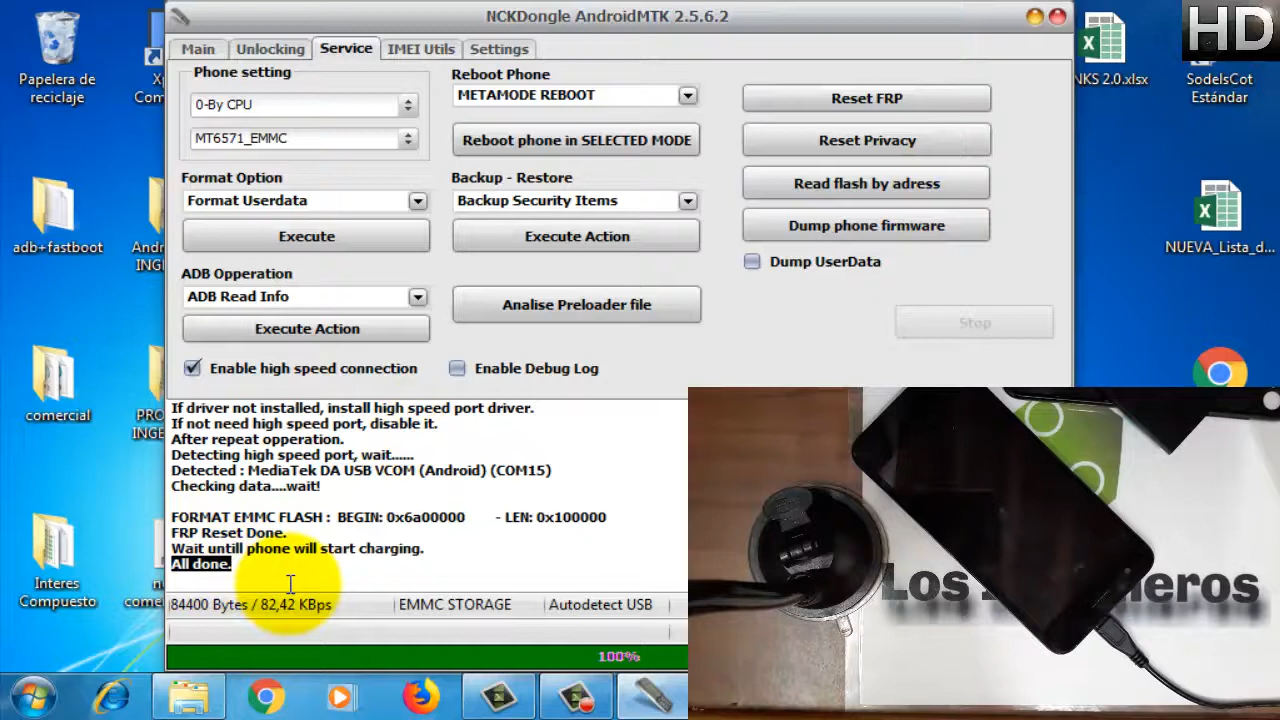 NCKDongle AndroidMTK 2.5.6.2
HD
Papelera de
reciclaje
Xp
Com
NKS 2.0.xlsx
SodelsCot
Estándar
Main
Unlocking
Service
IMEI Utils
Settings
Phone setting
0-By CPU
MT6571_EMMC
Reboot Phone
METAMODE REBOOT
Reboot phone in SELECTED MODE
Reset FRP
Reset Privacy
Read flash by adress
Dump phone firmware
Dump UserData
Format Option
Format Userdata
Execute
Backup - Restore
Backup Security Items
Execute Action
ADB Opperation
ADB Read Info
Execute Action
Analise Preloader file
Stop
Enable high speed connection
Enable Debug Log
adb+fastboot
Andr
ING
NUEVA_Lista_d...
comercial
PRO
INGE
Interes
Compuesto
If driver not installed, install high speed port driver.
If not need high speed port, disable it.
After repeat opperation.
Detecting high speed port, wait......
Detected : MediaTek DA USB VCOM (Android) (COM15)
Checking data....wait!
FORMAT EMMC FLASH : BEGIN: 0x6a00000 - LEN: 0x100000
FRP Reset Done.
Wait untill phone will start charging.
All done.
84400 Bytes / 82,42 KBps
EMMC STORAGE
Autodetect USB
100%
Los
eros